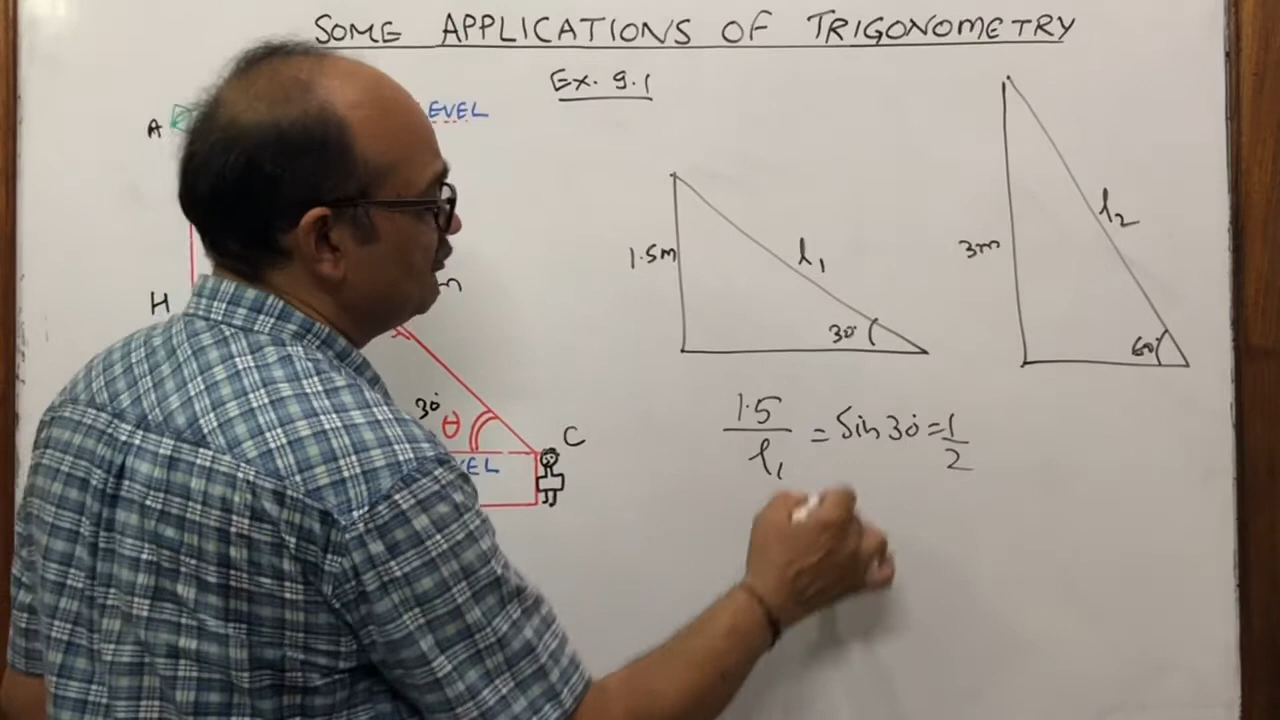 SOME APPLICATIONS OF TRIGONOMETRY
Ex. 9.1
A
EVEL
H
30°
θ
C
EL
1.5m
l1
30°
3m
l2
60°
1.5/l1 = Sin 30° = 1/2